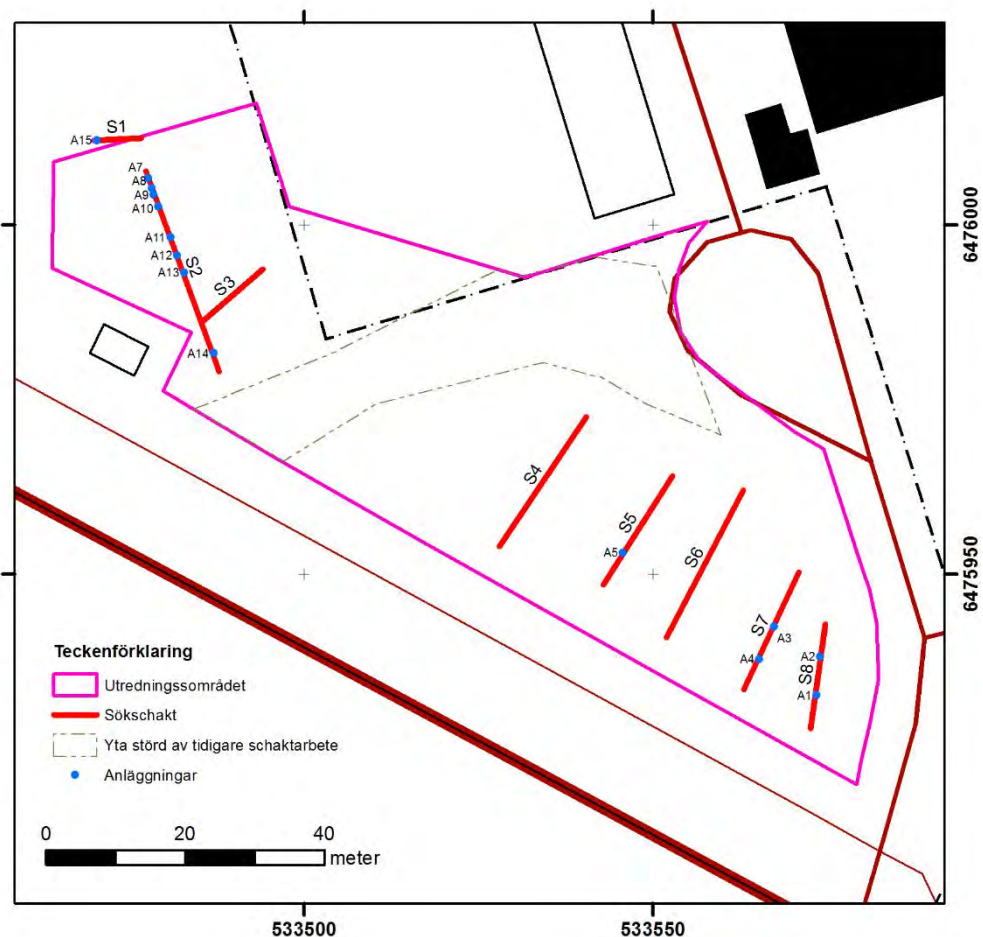 S1
A15
A7
A8
A9
A10
A11
A12
A13
S2
S3
A14
6476000
S4
S5
A5
S6
6475950
S7
A3
A4
A2
S8
A1
Teckenförklaring
Utredningsområdet
Sökschakt
Yta störd av tidigare schaktarbete
Anläggningar
0 20 40
meter
533500 533550